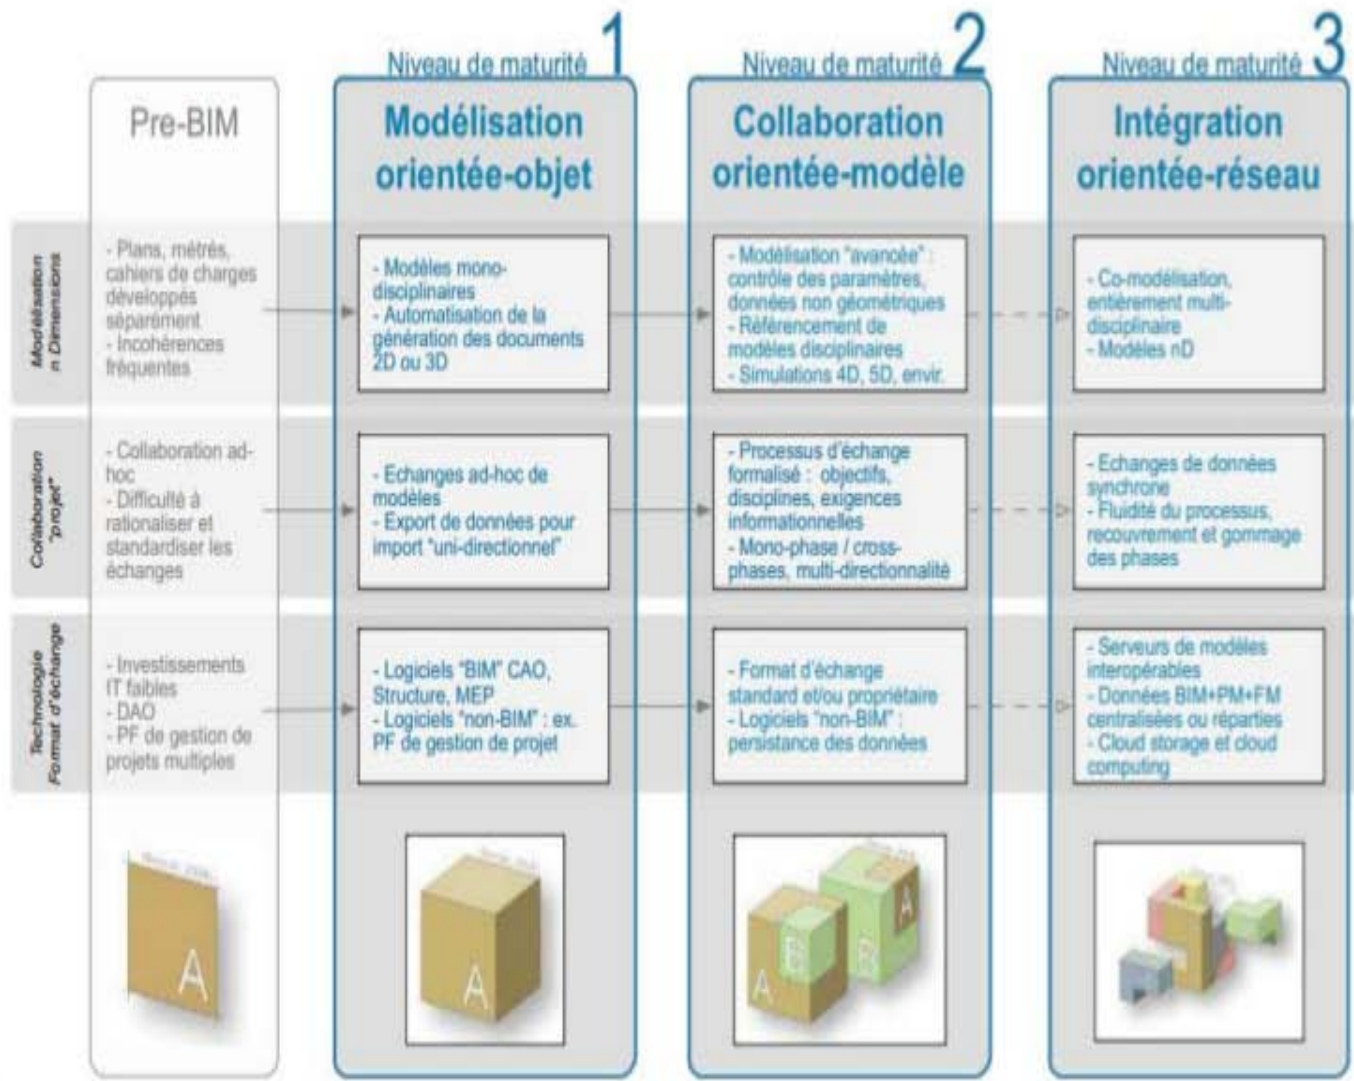 Niveau de maturité 1
Niveau de maturité 2
Niveau de maturité 3
Pre-BIM
Modélisation
orientée-objet
Collaboration
orientée-modèle
Intégration
orientée-réseau
Modélisation
n Dimensions
- Plans, métrés,
cahiers de charges
développés
séparément
- Incohérences
fréquentes
- Modèles mono-
disciplinaires
- Automatisation de la
génération des documents
2D ou 3D
- Modélisation "avancée" :
contrôle des paramètres,
données non géométriques
- Référencement de
modèles disciplinaires
- Simulations 4D, 5D, envir.
- Co-modélisation,
entièrement multi-
disciplinaire
- Modèles nD
Collaboration
"projet"
- Collaboration ad-
hoc
- Difficulté à
rationaliser et
standardiser les
échanges
- Echanges ad-hoc de
modèles
- Export de données pour
import "uni-directionnel"
- Processus d'échange
formalisé : objectifs,
disciplines, exigences
informationnelles
- Mono-phase / cross-
phases, multi-directionnalité
- Echanges de données
synchrone
- Fluidité du processus,
recouvrement et gommage
des phases
Technologie
Format d'échange
- Investissements
IT faibles
- DAO
- PF de gestion de
projets multiples
- Logiciels "BIM" CAO,
Structure, MEP
- Logiciels "non-BIM" : ex.
PF de gestion de projet
- Format d'échange
standard et/ou propriétaire
- Logiciels "non-BIM" :
persistance des données
- Serveurs de modèles
interopérables
- Données BIM+PM+FM
centralisées ou réparties
- Cloud storage et cloud
computing
A
A
A
B
B
A